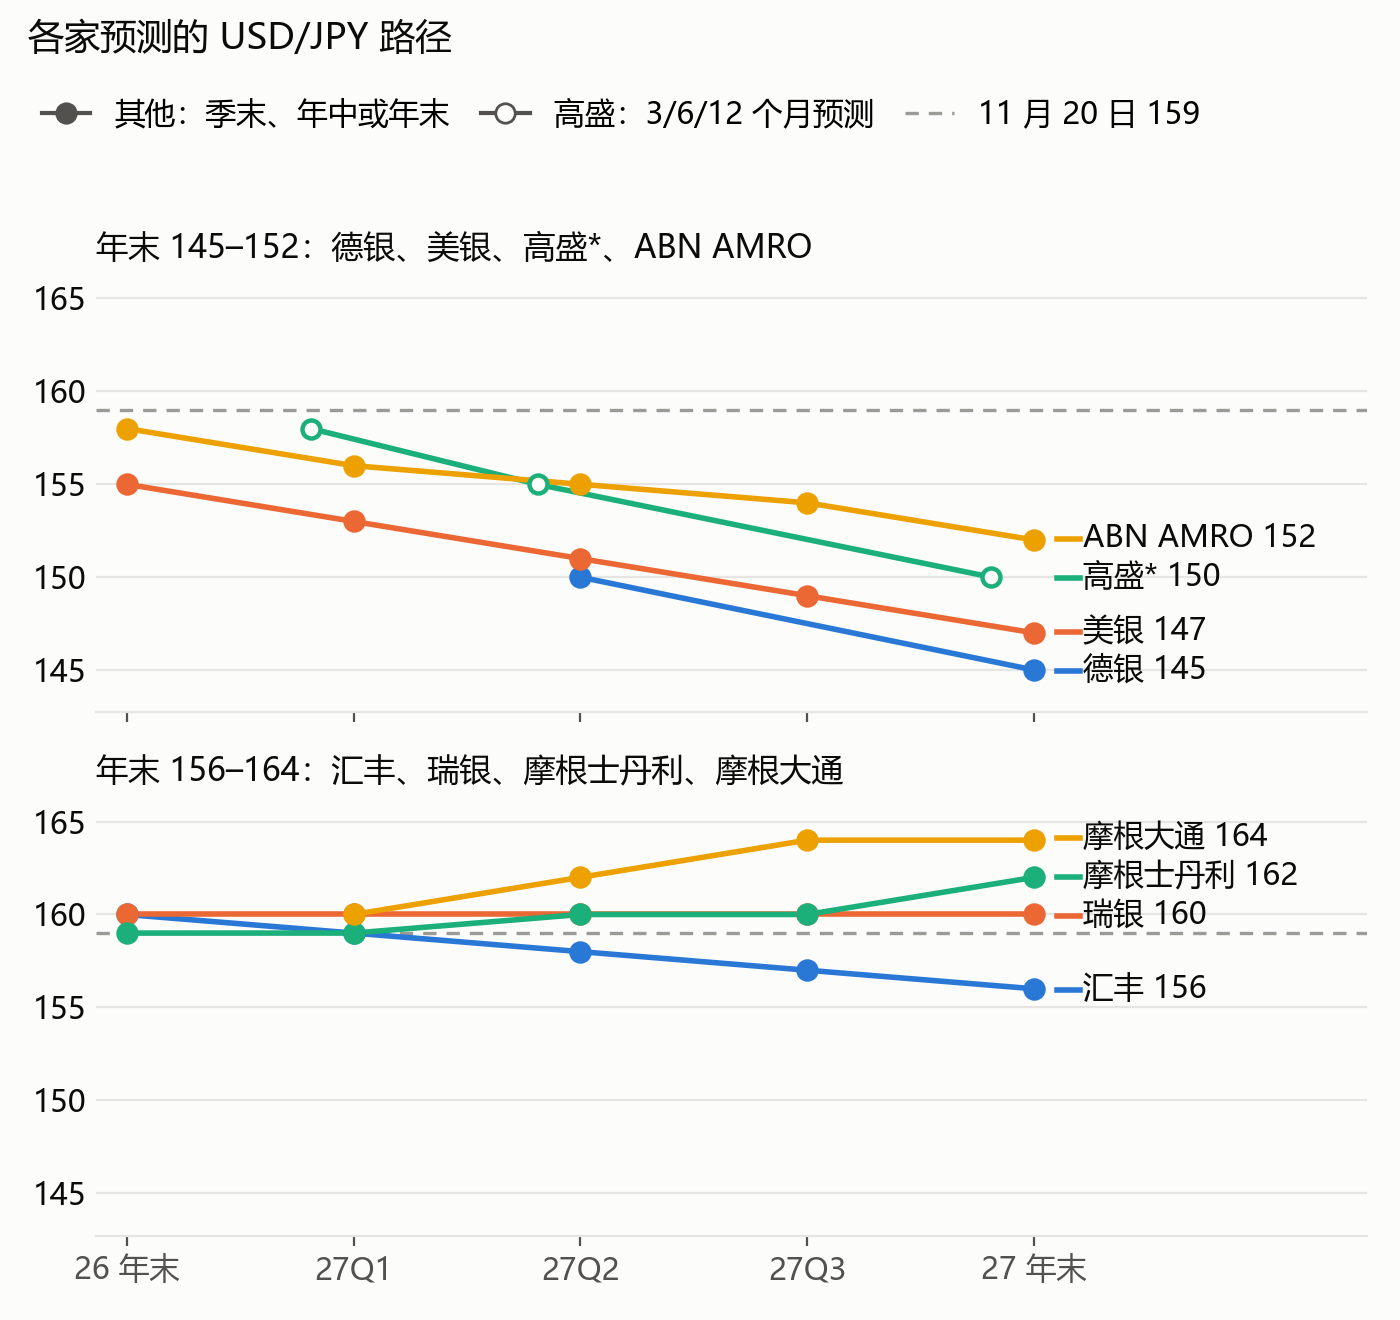 各家预测的 USD/JPY 路径
其他：季末、年中或年末
高盛：3/6/12 个月预测
11 月 20 日 159
年末 145–152：德银、美银、高盛*、ABN AMRO
165
160
155
150
145
ABN AMRO 152
高盛* 150
美银 147
德银 145
年末 156–164：汇丰、瑞银、摩根士丹利、摩根大通
165
160
155
150
145
摩根大通 164
摩根士丹利 162
瑞银 160
汇丰 156
26 年末
27Q1
27Q2
27Q3
27 年末